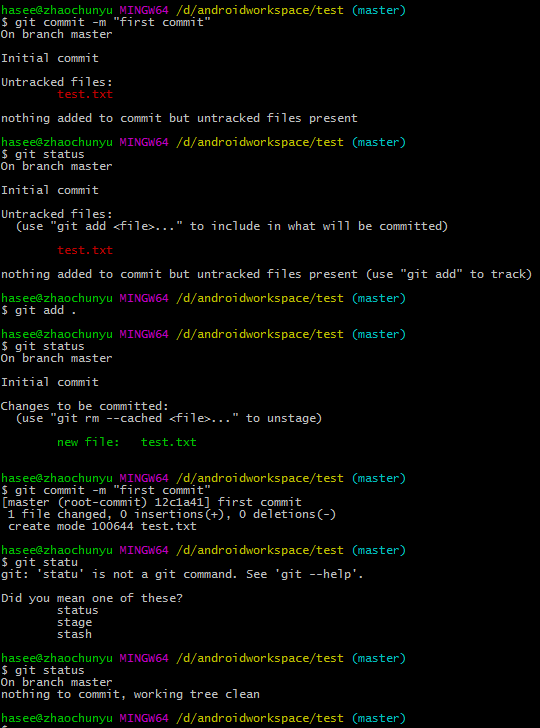 hasee@zhaochunyu MINGW64 /d/androidworkspace/test (master)
$ git commit -m "first commit"
On branch master
Initial commit
Untracked files:
test.txt
nothing added to commit but untracked files present
hasee@zhaochunyu MINGW64 /d/androidworkspace/test (master)
$ git status
On branch master
Initial commit
Untracked files:
(use "git add <file>..." to include in what will be committed)
test.txt
nothing added to commit but untracked files present (use "git add" to track)
hasee@zhaochunyu MINGW64 /d/androidworkspace/test (master)
$ git add .
hasee@zhaochunyu MINGW64 /d/androidworkspace/test (master)
$ git status
On branch master
Initial commit
Changes to be committed:
(use "git rm --cached <file>..." to unstage)
new file:   test.txt
hasee@zhaochunyu MINGW64 /d/androidworkspace/test (master)
$ git commit -m "first commit"
[master (root-commit) 12c1a41] first commit
1 file changed, 0 insertions(+), 0 deletions(-)
create mode 100644 test.txt
hasee@zhaochunyu MINGW64 /d/androidworkspace/test (master)
$ git statu
git: 'statu' is not a git command. See 'git --help'.
Did you mean one of these?
status
stage
stash
hasee@zhaochunyu MINGW64 /d/androidworkspace/test (master)
$ git status
On branch master
nothing to commit, working tree clean
hasee@zhaochunyu MINGW64 /d/androidworkspace/test (master)
$